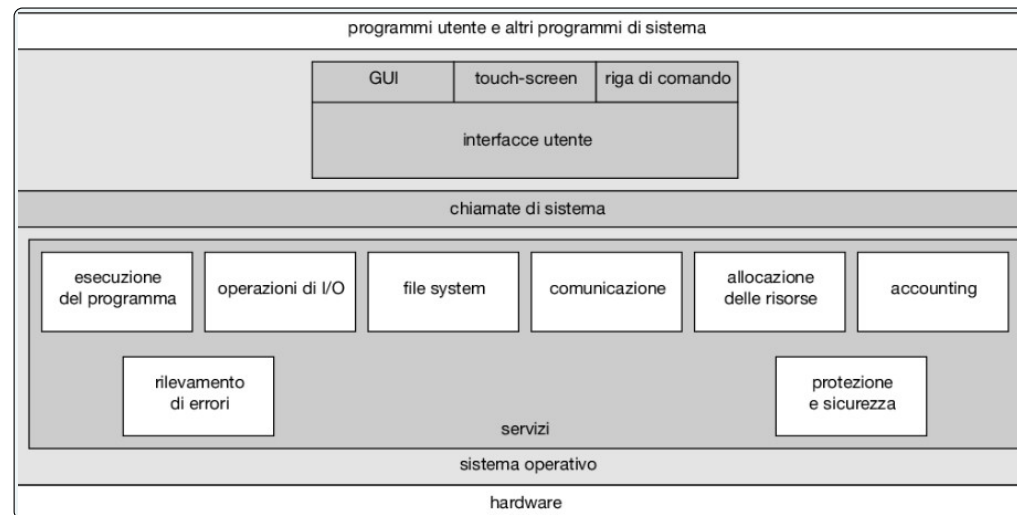 programmi utente e altri programmi di sistema
GUI
touch-screen
riga di comando
interfacce utente
chiamate di sistema
esecuzione
del programma
operazioni di I/O
file system
comunicazione
allocazione
delle risorse
accounting
rilevamento
di errori
protezione
e sicurezza
servizi
sistema operativo
hardware